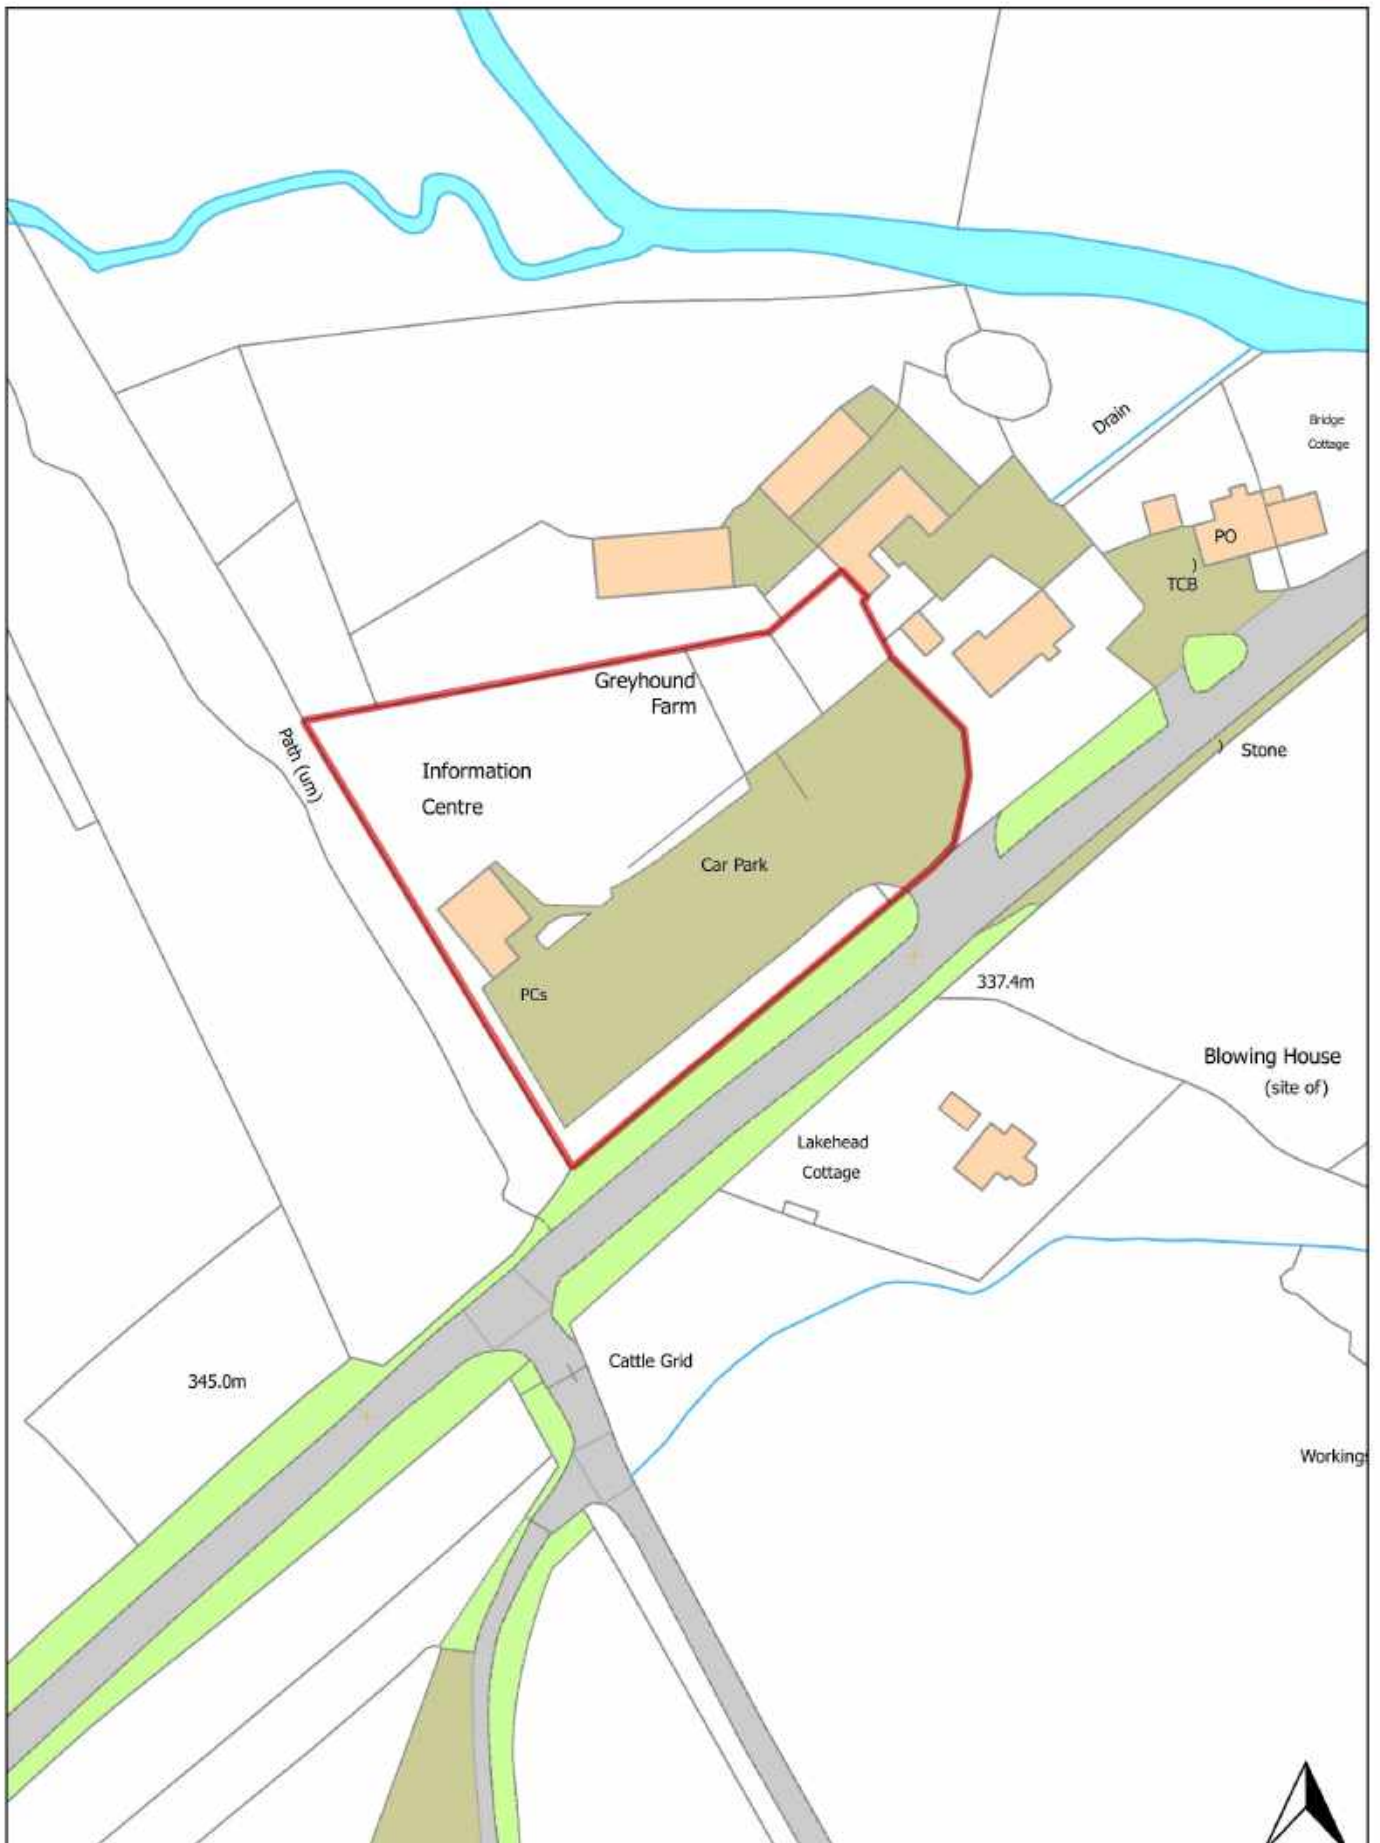 Drain
Bridge
Cottage
PO
)
TCB
Greyhound
Farm
Path (um)
) Stone
Information
Centre
Car Park
337.4m
PCs
Blowing House
(site of)
Lakehead
Cottage
Cattle Grid
345.0m
Workings